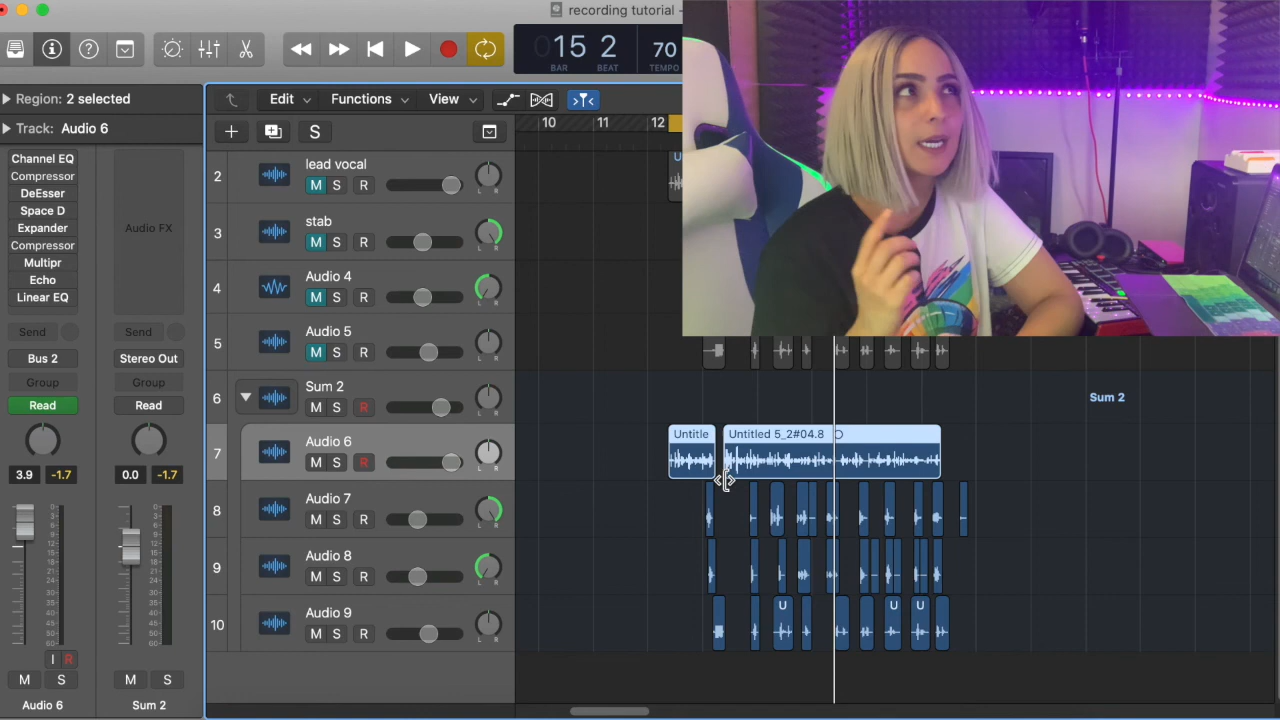 recording tutorial -
15 2
BAR BEAT
70
TEMPO
Region: 2 selected
Track: Audio 6
Edit Functions View
S
10 11 12
Channel EQ
Compressor
DeEsser
Space D
Expander
Compressor
Multipr
Echo
Linear EQ
Audio FX
Send Send
Bus 2 Stereo Out
Group Group
Read Read
3.9 -1.7 0.0 -1.7
I R
M S M S
Audio 6 Sum 2
2 lead vocal
M S R
L R
3 stab
M S R
L R
4 Audio 4
M S R
L R
5 Audio 5
M S R
L R
6 Sum 2
M S R
L R
Sum 2
7 Audio 6
M S R
L R
Untitle Untitled 5_2#04.8
8 Audio 7
M S R
L R
9 Audio 8
M S R
L R
10 Audio 9
M S R
L R
U U U